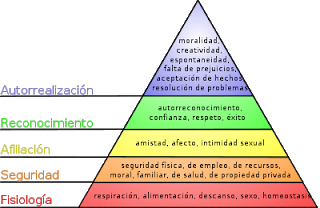 moralidad,
creatividad,
espontaneidad,
falta de prejuicios,
aceptación de hechos,
resolución de problemas
Autorrealización
autorreconocimiento,
confianza, respeto, éxito
Reconocimiento
amistad, afecto, intimidad sexual
Afiliación
seguridad física, de empleo, de recursos,
moral, familiar, de salud, de propiedad privada
Seguridad
respiración, alimentación, descanso, sexo, homeostasis
Fisiología